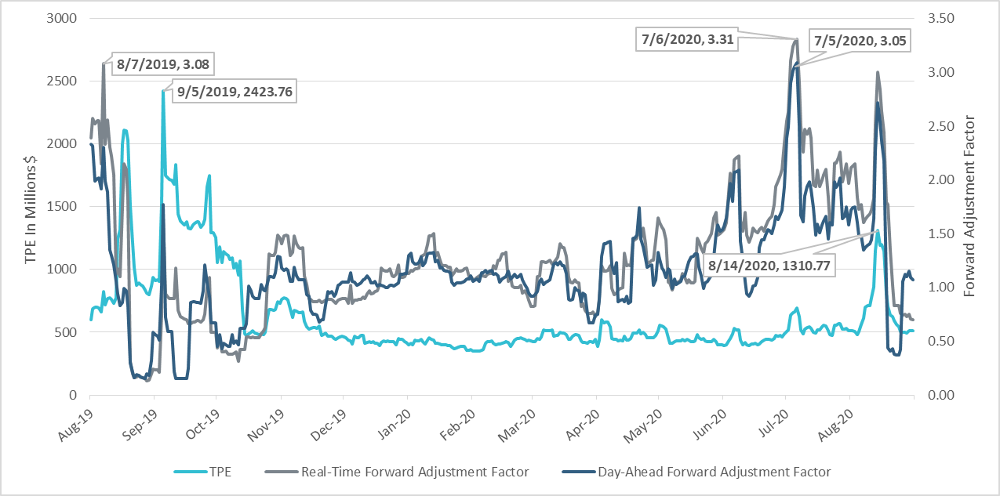 3000
2500
2000
1500
1000
500
0
TPE In Millions$
3.50
3.00
2.50
2.00
1.50
1.00
0.50
0.00
Forward Adjustment Factor
8/7/2019, 3.08
9/5/2019, 2423.76
7/6/2020, 3.31
7/5/2020, 3.05
8/14/2020, 1310.77
Aug-19
Sep-19
Oct-19
Nov-19
Dec-19
Jan-20
Feb-20
Mar-20
Apr-20
May-20
Jun-20
Jul-20
Aug-20
TPE
Real-Time Forward Adjustment Factor
Day-Ahead Forward Adjustment Factor